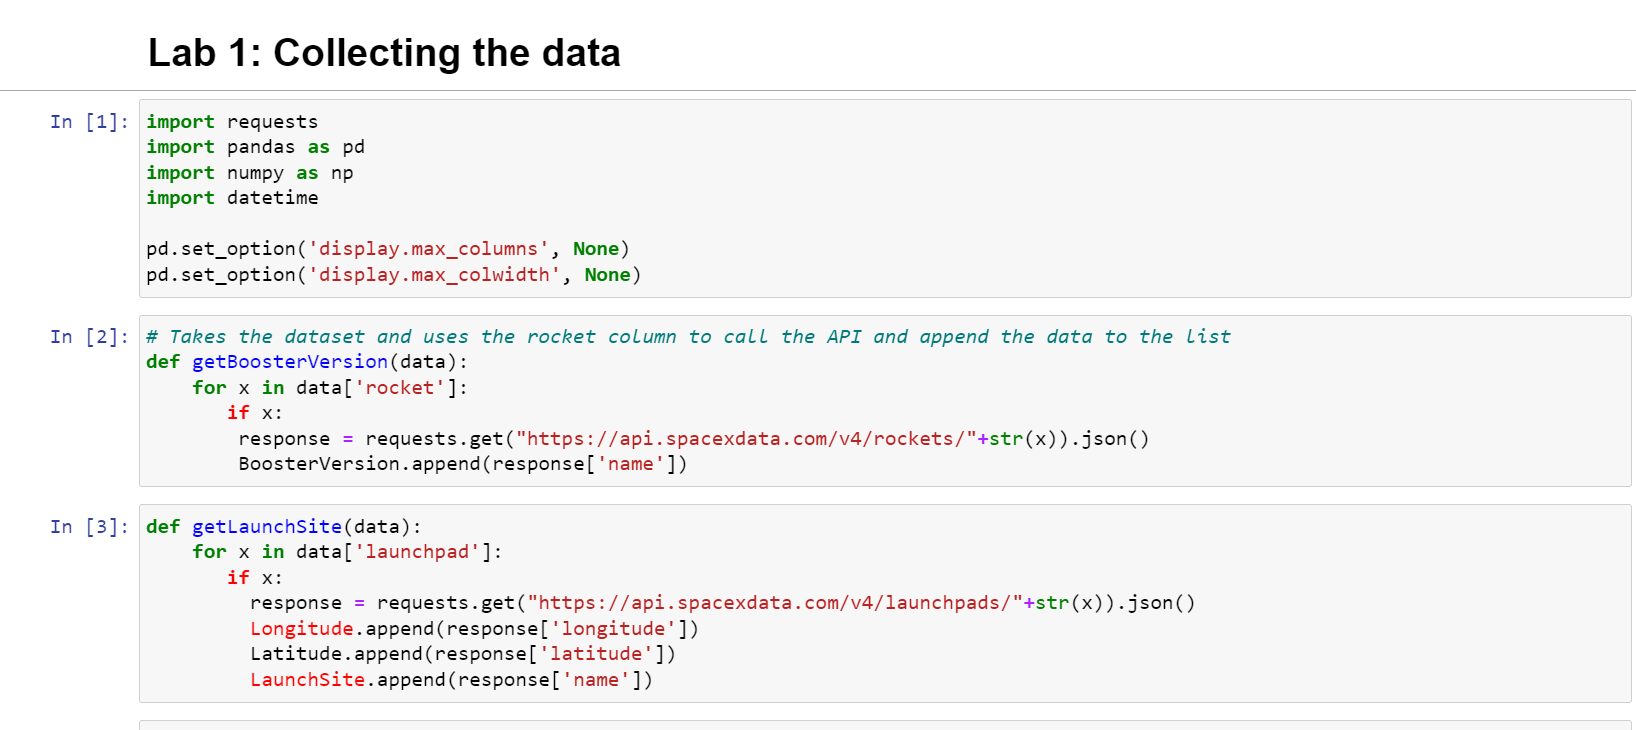 Lab 1: Collecting the data
In [1]: import requests
import pandas as pd
import numpy as np
import datetime
pd.set_option('display.max_columns', None)
pd.set_option('display.max_colwidth', None)
In [2]: # Takes the dataset and uses the rocket column to call the API and append the data to the list
def getBoosterVersion(data):
    for x in data['rocket']:
       if x:
        response = requests.get("https://api.spacexdata.com/v4/rockets/"+str(x)).json()
        BoosterVersion.append(response['name'])
In [3]: def getLaunchSite(data):
    for x in data['launchpad']:
       if x:
         response = requests.get("https://api.spacexdata.com/v4/launchpads/"+str(x)).json()
         Longitude.append(response['longitude'])
         Latitude.append(response['latitude'])
         LaunchSite.append(response['name'])